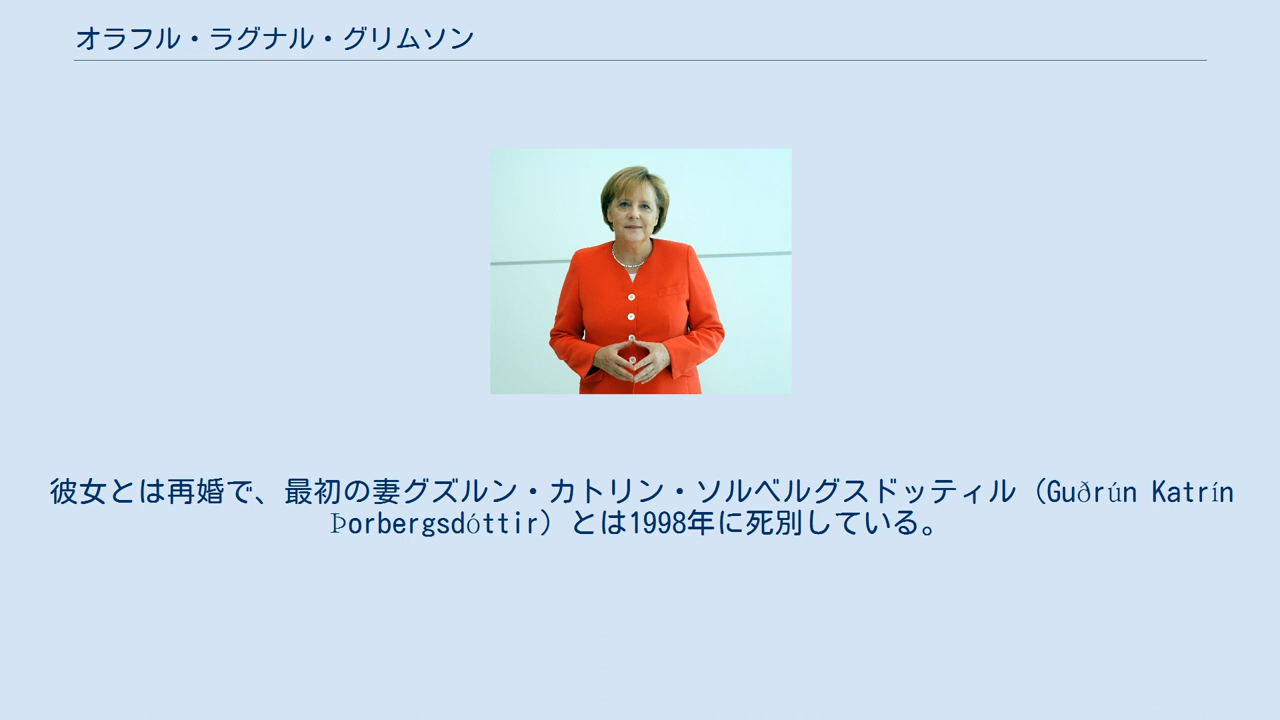 オラフル・ラグナル・グリムソン
彼女とは再婚で、最初の妻グズルン・カトリン・ソルベルグスドッティル（Guðrún Katrín
Þorbergsdóttir）とは1998年に死別している。